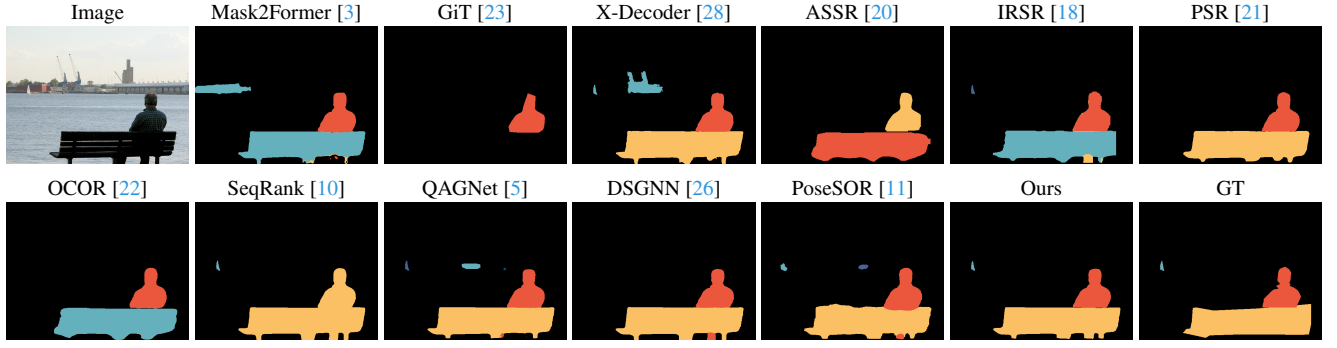 Image Mask2Former [3] GiT [23] X-Decoder [28] ASSR [20] IRSR [18] PSR [21]
OCOR [22] SeqRank [10] QAGNet [5] DSGNN [26] PoseSOR [11] Ours GT